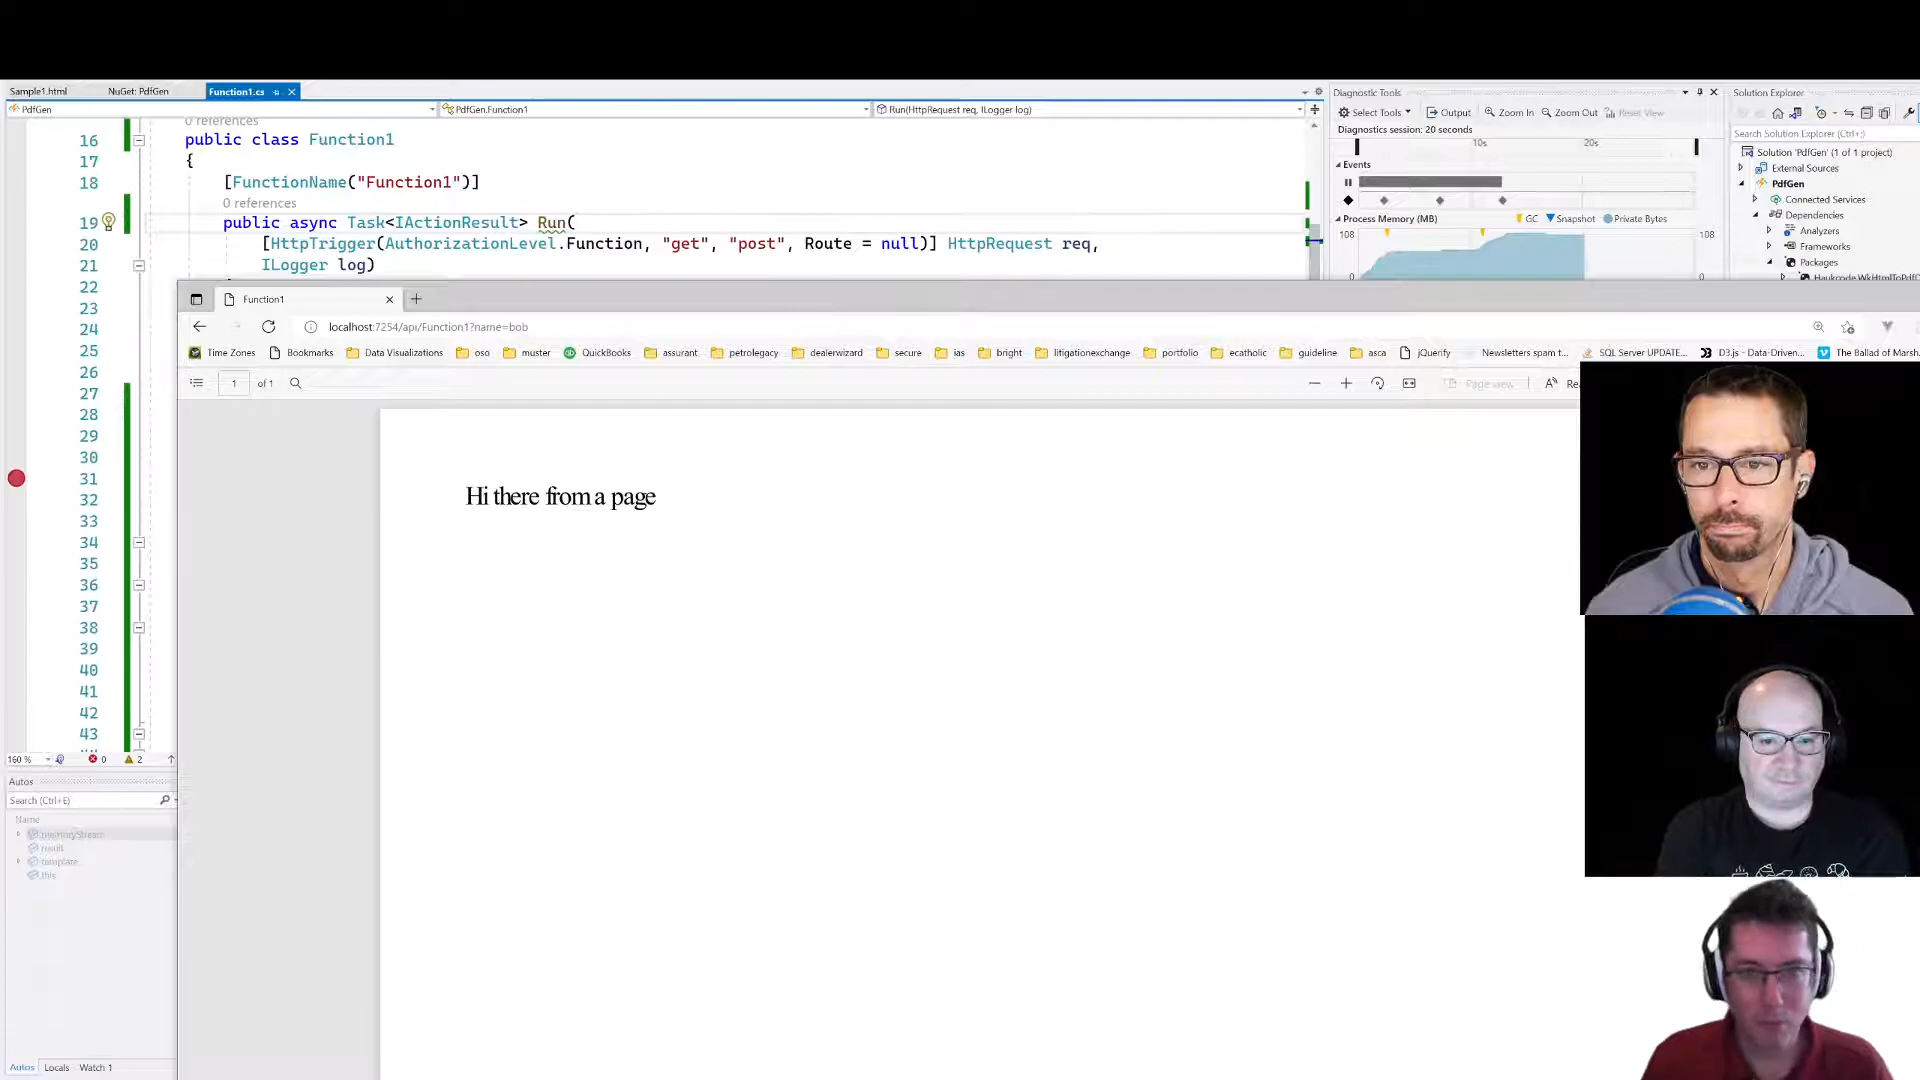 Sample1.html
NuGet: PdfGen
Function1.cs
PdfGen
PdfGen.Function1
Run(HttpRequest req, ILogger log)
0 references
16 public class Function1
17 {
18 [FunctionName("Function1")]
0 references
19 public async Task<IActionResult> Run(
20 [HttpTrigger(AuthorizationLevel.Function, "get", "post", Route = null)] HttpRequest req,
21 ILogger log)
22
23
24
25
26
27
28
29
30
31
32
33
34
35
36
37
38
39
40
41
42
43
160 %
0
2
Autos
Search (Ctrl+E)
Name
memoryStream
result
template
this
Autos
Locals
Watch 1
Diagnostic Tools
Select Tools
Output
Zoom In
Zoom Out
Reset View
Diagnostics session: 20 seconds
10s
20s
Events
Process Memory (MB)
GC
Snapshot
Private Bytes
108
108
0
0
Solution Explorer
Search Solution Explorer (Ctrl+;)
Solution 'PdfGen' (1 of 1 project)
External Sources
PdfGen
Connected Services
Dependencies
Analyzers
Frameworks
Packages
Function1
localhost:7254/api/Function1?name=bob
Time Zones
Bookmarks
Data Visualizations
oso
muster
QuickBooks
assurant
petrolegacy
dealerwizard
secure
ias
bright
litigationexchange
portfolio
ecatholic
guideline
asca
jQuerify
Newsletters spam t...
SQL Server UPDATE...
D3.js - Data-Driven...
The Ballad of Marsh
1 of 1
Page view
Hi there from a page